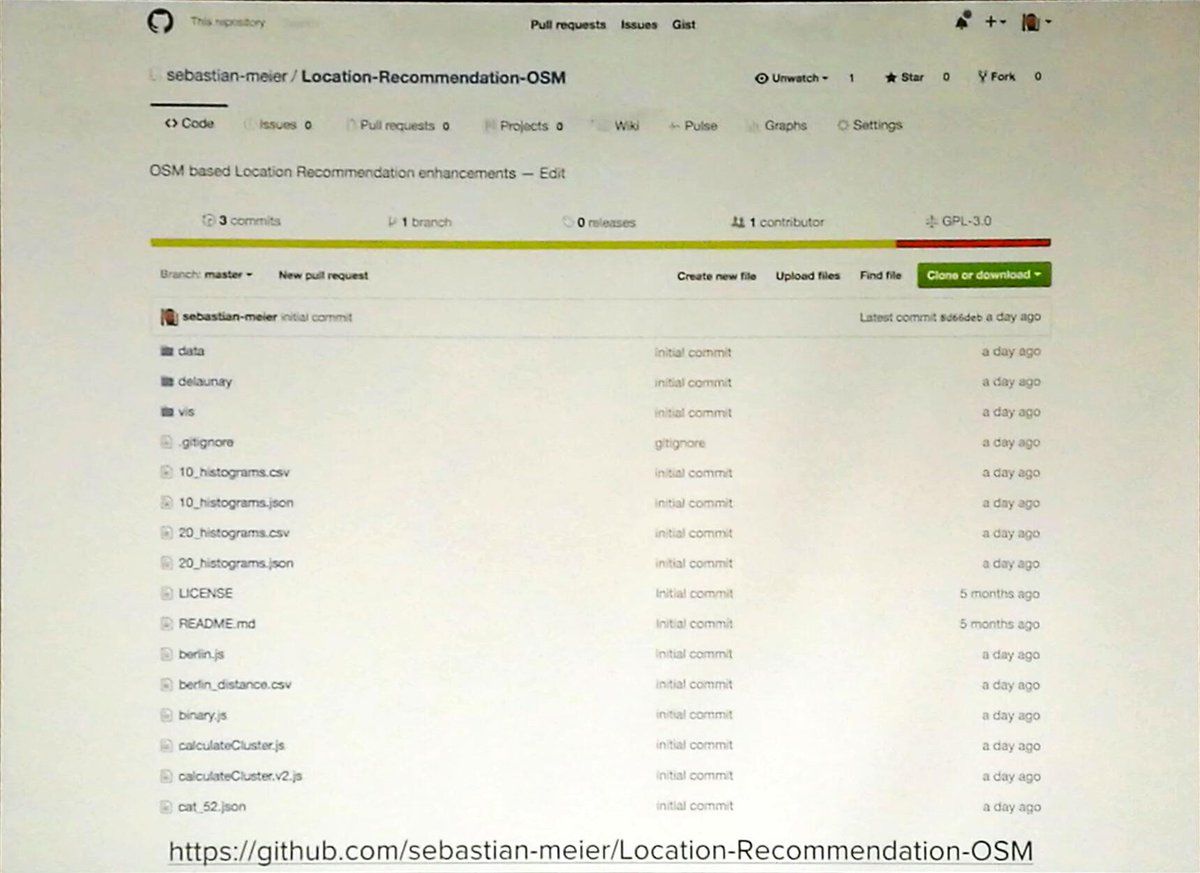 This repository Search Pull requests Issues Gist
sebastian-meier / Location-Recommendation-OSM Unwatch 1 Star 0 Fork 0
Code Issues 0 Pull requests 0 Projects 0 Wiki Pulse Graphs Settings
OSM based Location Recommendation enhancements — Edit
3 commits 1 branch 0 releases 1 contributor GPL-3.0
Branch: master New pull request Create new file Upload files Find file Clone or download
sebastian-meier initial commit Latest commit 8d66deb a day ago
data initial commit a day ago
delaunay initial commit a day ago
vis initial commit a day ago
.gitignore gitignore a day ago
10_histograms.csv initial commit a day ago
10_histograms.json initial commit a day ago
20_histograms.csv initial commit a day ago
20_histograms.json initial commit a day ago
LICENSE Initial commit 5 months ago
README.md Initial commit 5 months ago
berlin.js initial commit a day ago
berlin_distance.csv initial commit a day ago
binary.js initial commit a day ago
calculateCluster.js initial commit a day ago
calculateCluster.v2.js initial commit a day ago
cat_52.json initial commit a day ago
https://github.com/sebastian-meier/Location-Recommendation-OSM